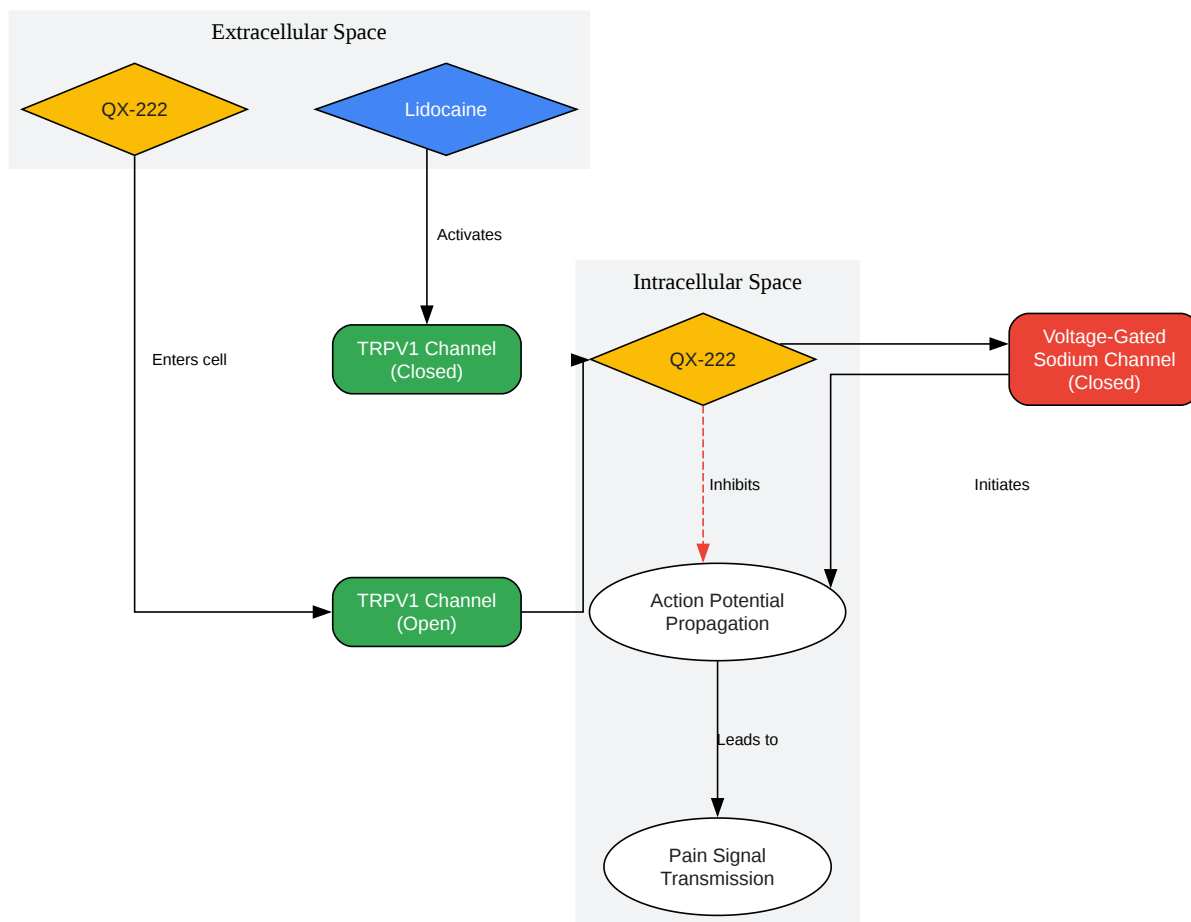 Extracellular Space
QX-222
Lidocaine
Activates
Intracellular Space
Enters cell
TRPV1 Channel
(Closed)
QX-222
Voltage-Gated
Sodium Channel
(Closed)
Inhibits
Initiates
TRPV1 Channel
(Open)
Action Potential
Propagation
Leads to
Pain Signal
Transmission